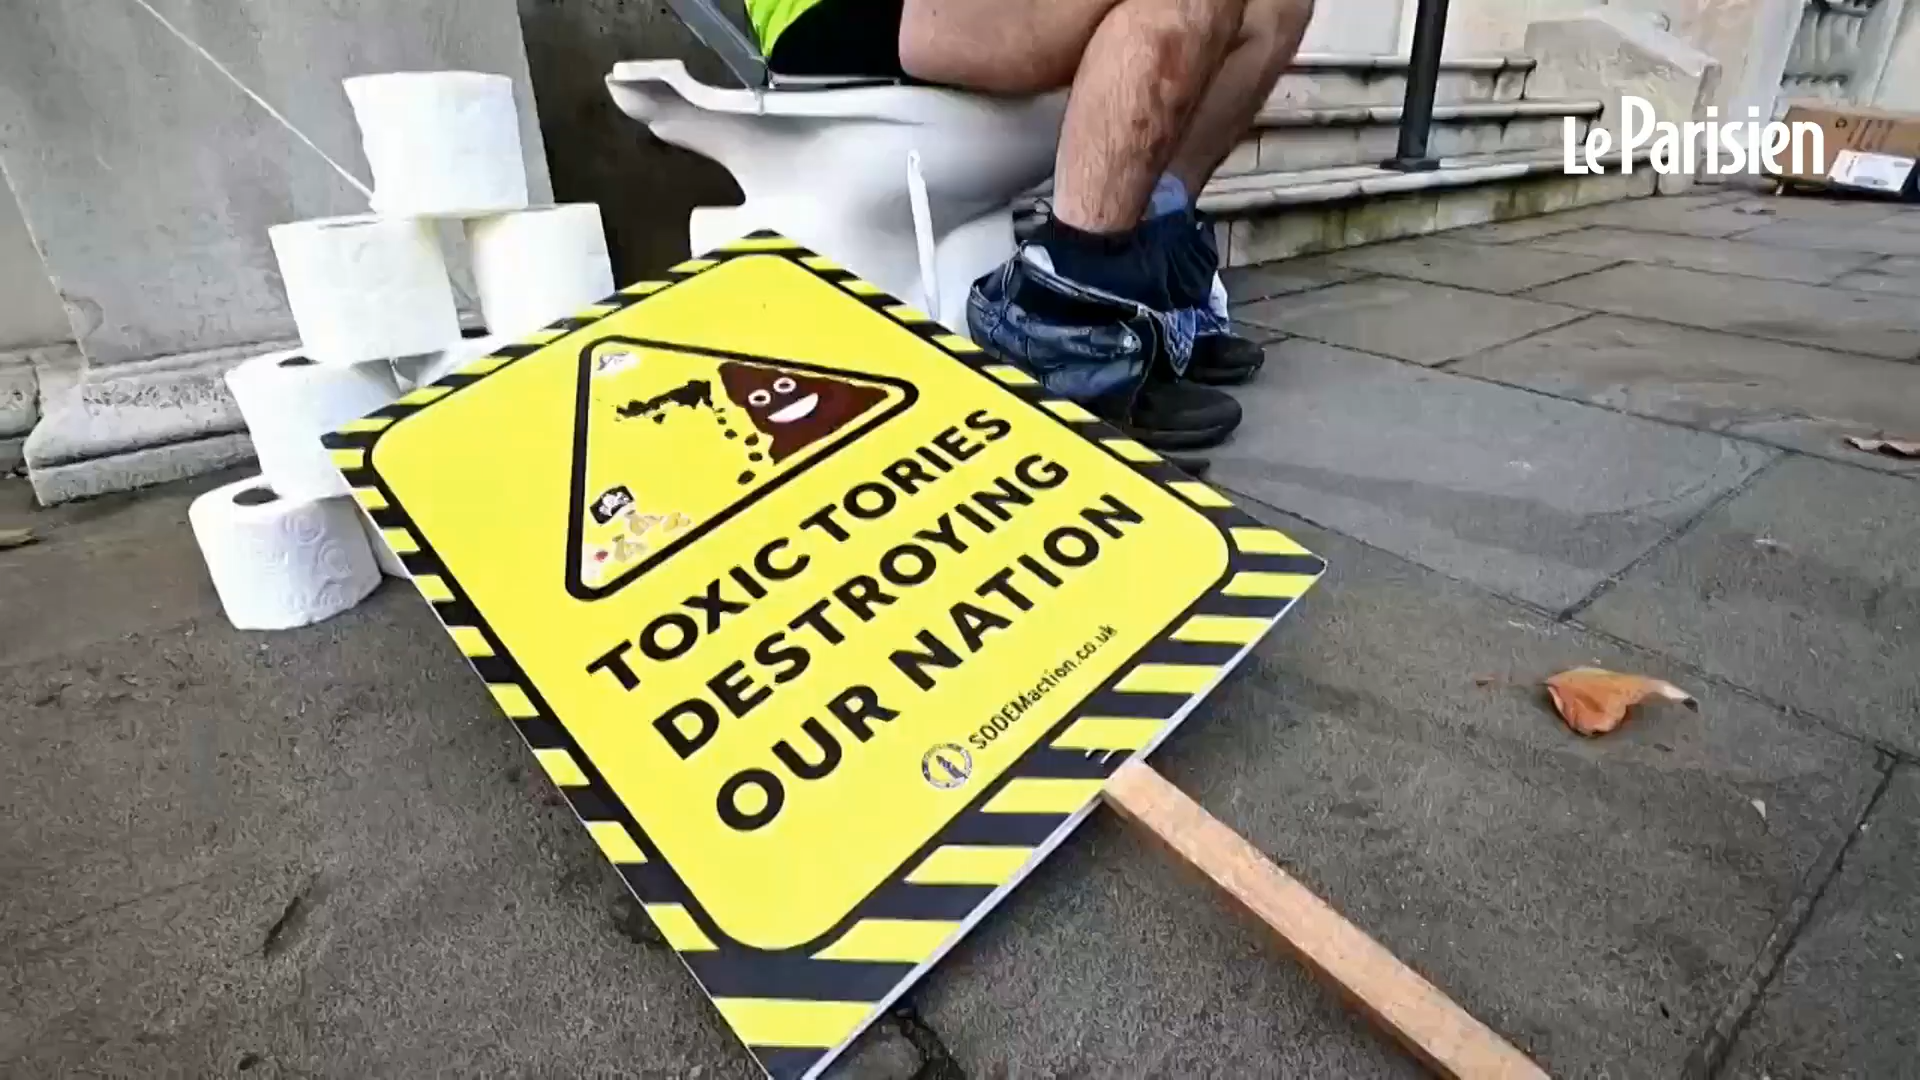 Le Parisien
TOXIC TORIES
DESTROYING
OUR NATION
SODEMaction.co.uk